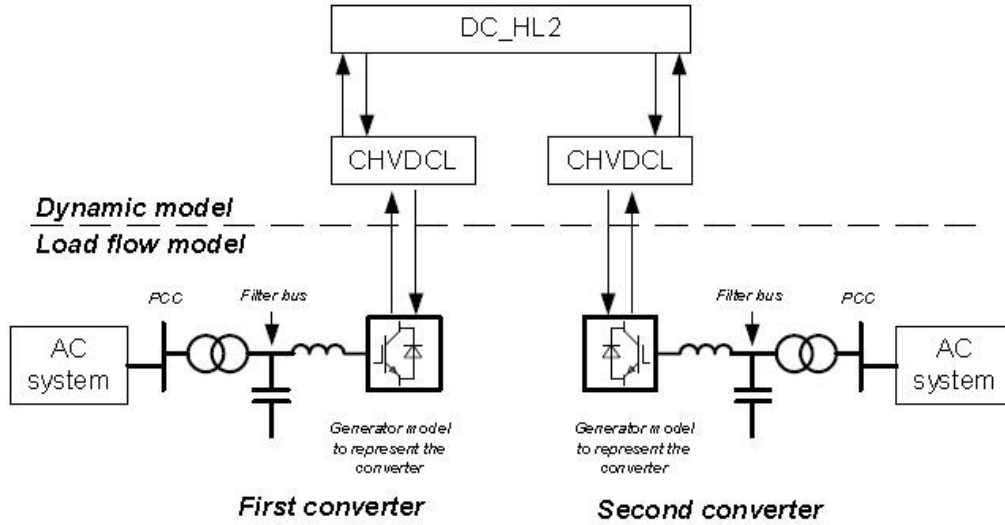 DC_HL2
CHVDCL
CHVDCL
Dynamic model
Load flow model
PCC
Filter bus
Filter bus
PCC
AC
system
AC
system
Generator model
to represent the
converter
Generator model
to represent the
converter
First converter
Second converter